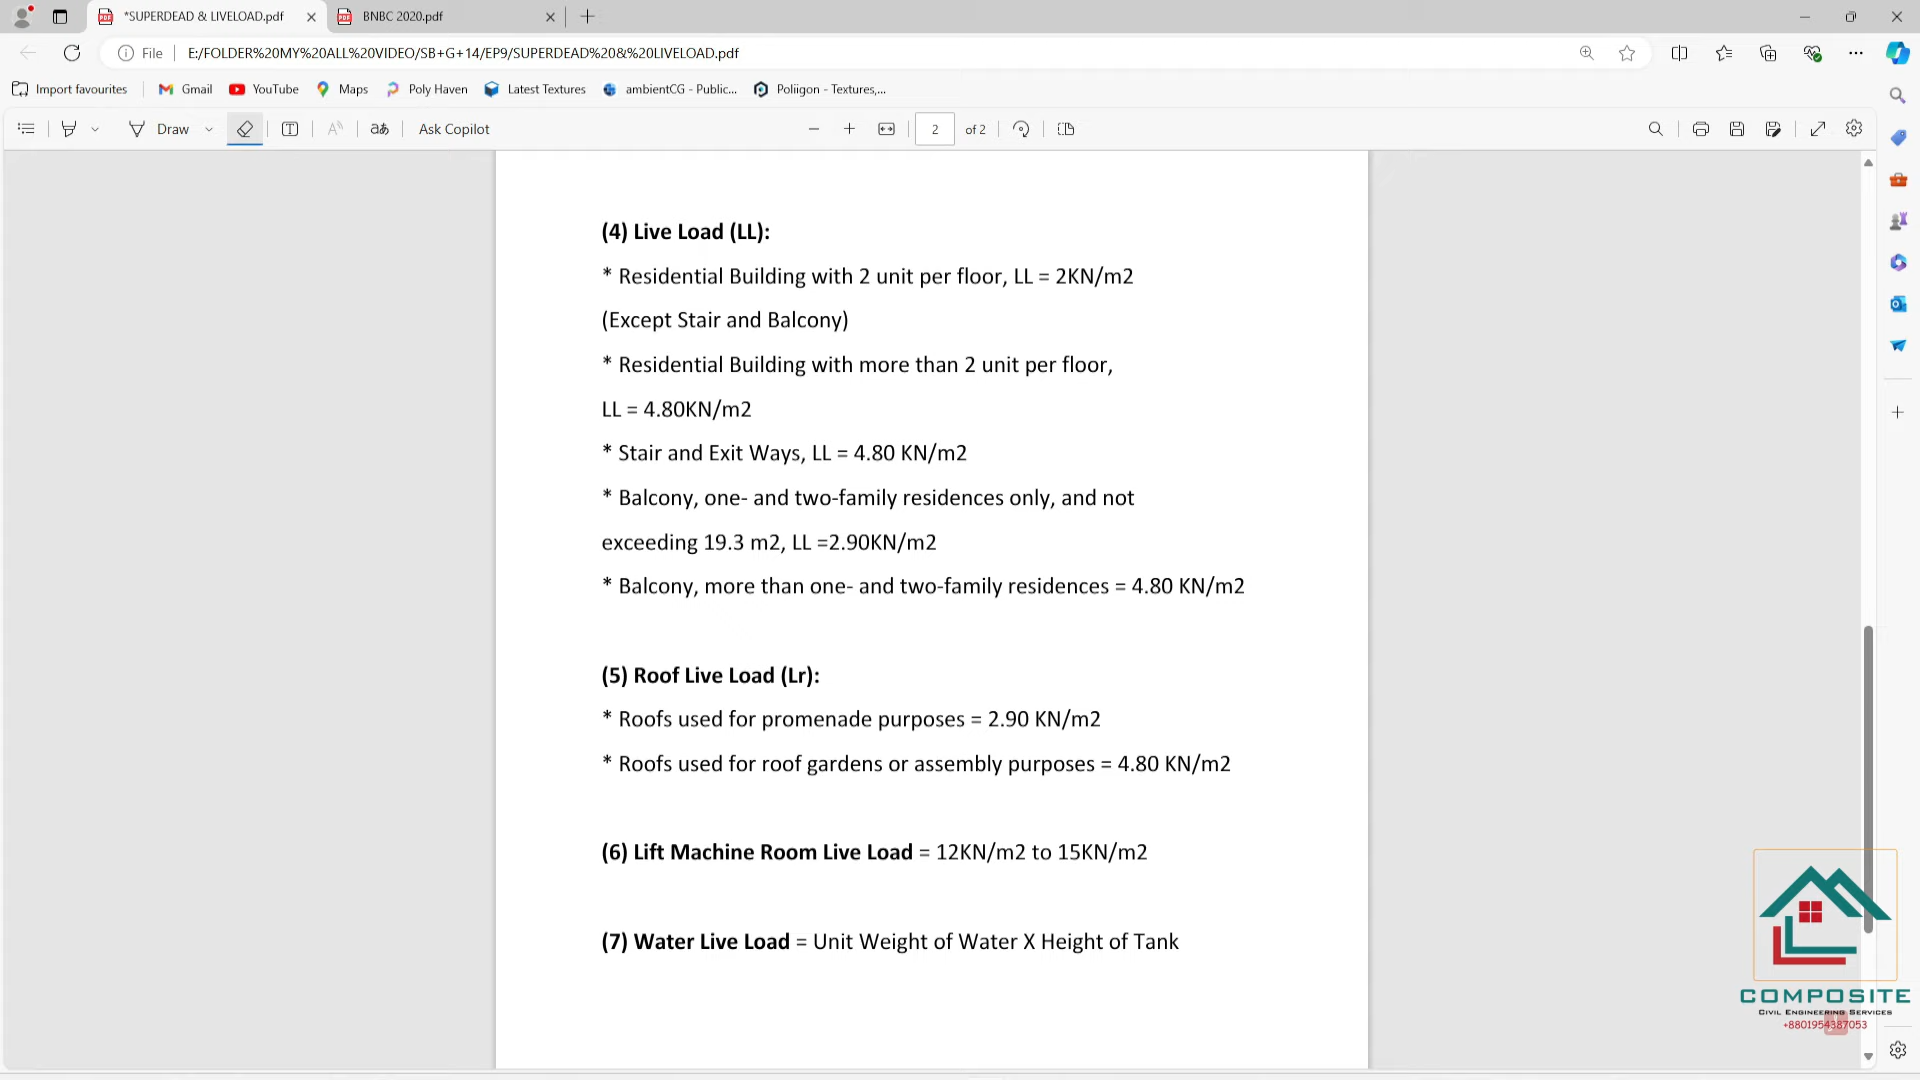 *SUPERDEAD & LIVELOAD.pdf
BNBC 2020.pdf
File
E:/FOLDER%20MY%20ALL%20VIDEO/SB+G+14/EP9/SUPERDEAD%20&%20LIVELOAD.pdf
Import favourites
Gmail
YouTube
Maps
Poly Haven
Latest Textures
ambientCG - Public...
Poliigon - Textures,...
Draw
Ask Copilot
2
of 2
(4) Live Load (LL):
* Residential Building with 2 unit per floor, LL = 2KN/m2
(Except Stair and Balcony)
* Residential Building with more than 2 unit per floor,
LL = 4.80KN/m2
* Stair and Exit Ways, LL = 4.80 KN/m2
* Balcony, one- and two-family residences only, and not
exceeding 19.3 m2, LL =2.90KN/m2
* Balcony, more than one- and two-family residences = 4.80 KN/m2
(5) Roof Live Load (Lr):
* Roofs used for promenade purposes = 2.90 KN/m2
* Roofs used for roof gardens or assembly purposes = 4.80 KN/m2
(6) Lift Machine Room Live Load = 12KN/m2 to 15KN/m2
(7) Water Live Load = Unit Weight of Water X Height of Tank
COMPOSITE
CIVIL ENGINEERING SERVICES
+8801954387053